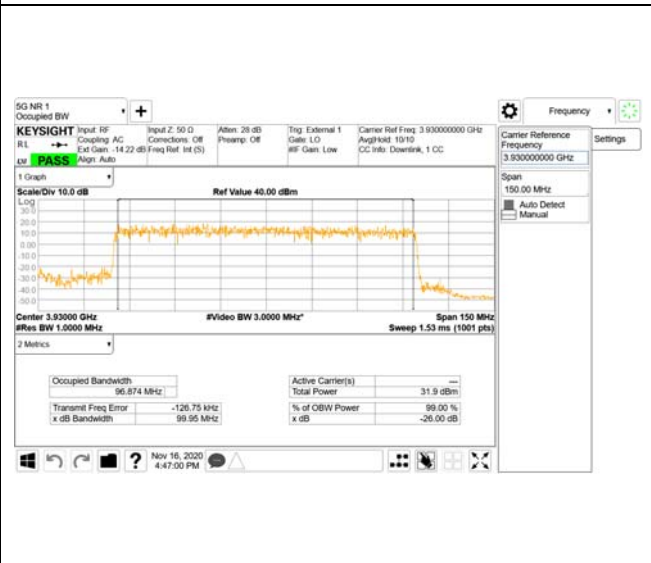 5G NR 1
Occupied BW
Frequency
KEYSIGHT
Input: RF
Input Z: 50 Ω
Atten: 28 dB
Trig: External 1
Carrier Ref Freq: 3.930000000 GHz
RL
Coupling: AC
Corrections: Off
Preamp: Off
Gate: LO
Avg|Hold: 10/10
Ext Gain: -14.22 dB
Freq Ref: Int (S)
#IF Gain: Low
CC Info: Downlink, 1 CC
PASS
Align: Auto
Carrier Reference
Frequency
3.930000000 GHz
Settings
Span
150.00 MHz
Auto Detect
Manual
1 Graph
Scale/Div 10.0 dB
Ref Value 40.00 dBm
Log
30.0
20.0
10.0
0.00
-10.0
-20.0
-30.0
-40.0
-50.0
Center 3.93000 GHz
#Video BW 3.0000 MHz*
Span 150 MHz
#Res BW 1.0000 MHz
Sweep 1.53 ms (1001 pts)
2 Metrics
Occupied Bandwidth
96.874 MHz
Active Carrier(s)
---
Total Power
31.9 dBm
Transmit Freq Error
-126.75 kHz
% of OBW Power
99.00 %
x dB Bandwidth
99.95 MHz
x dB
-26.00 dB
?
Nov 16, 2020
4:47:00 PM